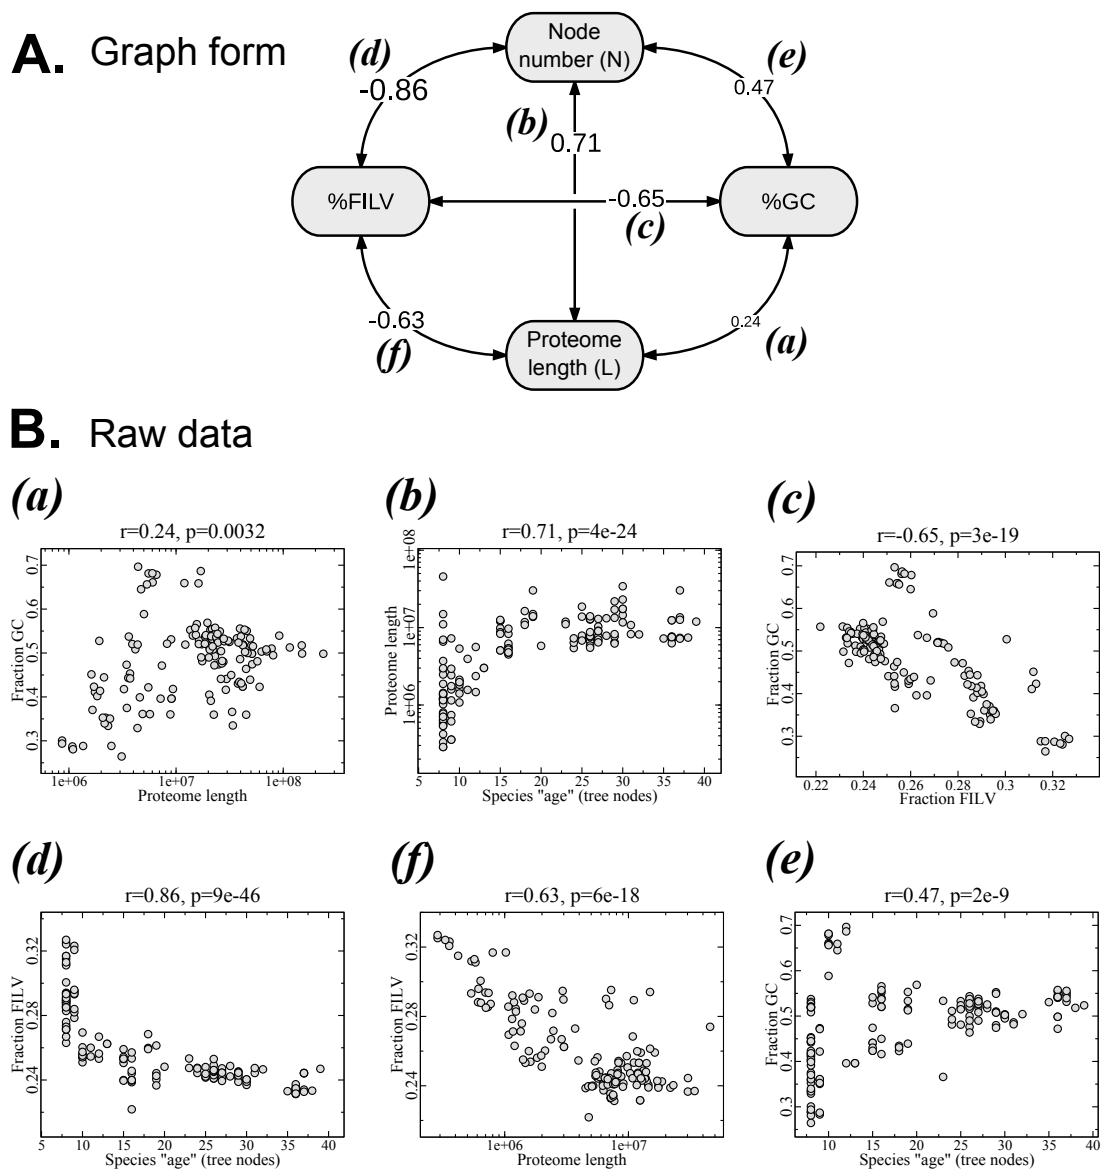 A. Graph form
Node
number (N)
(d)
-0.86
(e)
0.47
(b)
0.71
%FILV
-0.65
%GC
(c)
-0.63
(f)
Proteome
length (L)
0.24
(a)
B. Raw data
(a)
r=0.24, p=0.0032
Fraction GC
0.7
0.6
0.5
0.4
0.3
1e+06 1e+07 1e+08
Proteome length
(b)
r=0.71, p=4e-24
Proteome length
1e+08
1e+07
1e+06
5 10 15 20 25 30 35 40
Species "age" (tree nodes)
(c)
r=-0.65, p=3e-19
Fraction GC
0.7
0.6
0.5
0.4
0.3
0.22 0.24 0.26 0.28 0.3 0.32
Fraction FILV
(d)
r=0.86, p=9e-46
Fraction FILV
0.32
0.28
0.24
5 10 15 20 25 30 35 40
Species "age" (tree nodes)
(f)
r=0.63, p=6e-18
Fraction FILV
0.32
0.28
0.24
1e+06 1e+07
Proteome length
(e)
r=0.47, p=2e-9
Fraction GC
0.7
0.6
0.5
0.4
0.3
10 15 20 25 30 35 40
Species "age" (tree nodes)